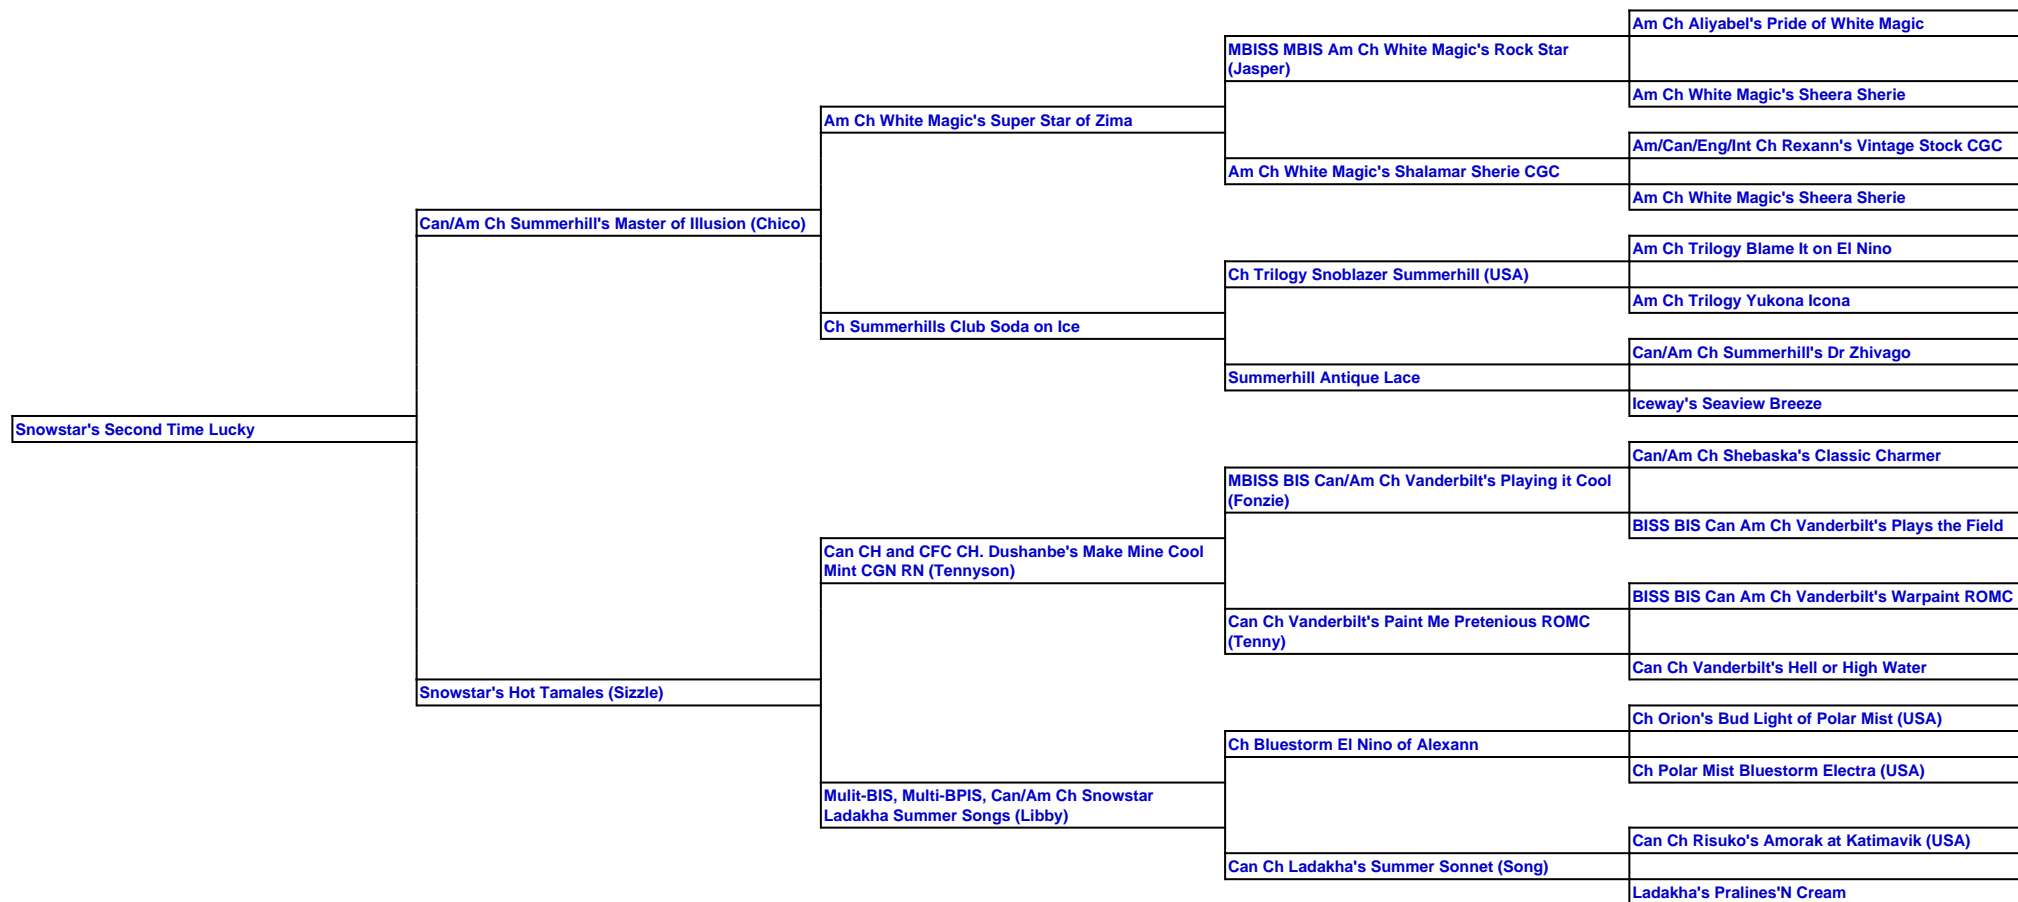 Am Ch Aliyabel's Pride of White Magic
MBISS MBIS Am Ch White Magic's Rock Star
(Jasper)
Am Ch White Magic's Sheera Sherie
Am Ch White Magic's Super Star of Zima
Am/Can/Eng/Int Ch Rexann's Vintage Stock CGC
Am Ch White Magic's Shalamar Sherie CGC
Am Ch White Magic's Sheera Sherie
Can/Am Ch Summerhill's Master of Illusion (Chico)
Am Ch Trilogy Blame It on El Nino
Ch Trilogy Snoblazer Summerhill (USA)
Am Ch Trilogy Yukona Icona
Ch Summerhills Club Soda on Ice
Can/Am Ch Summerhill's Dr Zhivago
Summerhill Antique Lace
Iceway's Seaview Breeze
Snowstar's Second Time Lucky
Can/Am Ch Shebaska's Classic Charmer
MBISS BIS Can/Am Ch Vanderbilt's Playing it Cool
(Fonzie)
BISS BIS Can Am Ch Vanderbilt's Plays the Field
Can CH and CFC CH. Dushanbe's Make Mine Cool
Mint CGN RN (Tennyson)
BISS BIS Can Am Ch Vanderbilt's Warpaint ROMC
Can Ch Vanderbilt's Paint Me Pretenious ROMC
(Tenny)
Can Ch Vanderbilt's Hell or High Water
Snowstar's Hot Tamales (Sizzle)
Ch Orion's Bud Light of Polar Mist (USA)
Ch Bluestorm El Nino of Alexann
Ch Polar Mist Bluestorm Electra (USA)
Mulit-BIS, Multi-BPIS, Can/Am Ch Snowstar
Ladakha Summer Songs (Libby)
Can Ch Risuko's Amorak at Katimavik (USA)
Can Ch Ladakha's Summer Sonnet (Song)
Ladakha's Pralines'N Cream